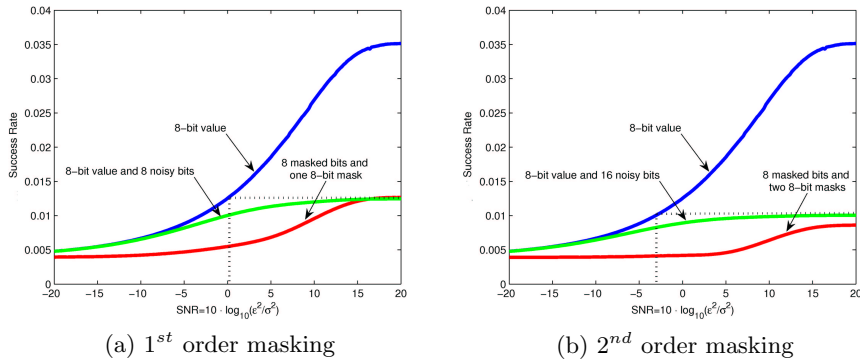 0.04
0.035
0.03
0.025
0.02
0.015
0.01
0.005
0
Success Rate
8−bit value
8−bit value and 8 noisy bits
8 masked bits and
one 8−bit mask
−20 −15 −10 −5 0 5 10 15 20
SNR=10 · log10(ε²/σ²)
(a) 1st order masking
0.04
0.035
0.03
0.025
0.02
0.015
0.01
0.005
0
Success Rate
8−bit value
8−bit value and 16 noisy bits
8 masked bits and
two 8−bit masks
−20 −15 −10 −5 0 5 10 15 20
SNR=10 · log10(ε²/σ²)
(b) 2nd order masking